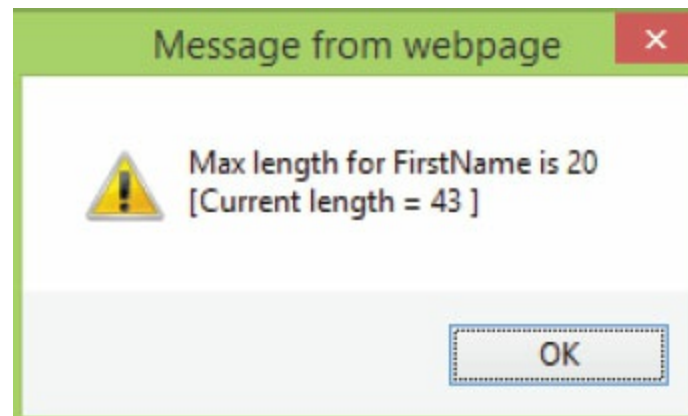 Message from webpage
Max length for FirstName is 20
[Current length = 43 ]
OK